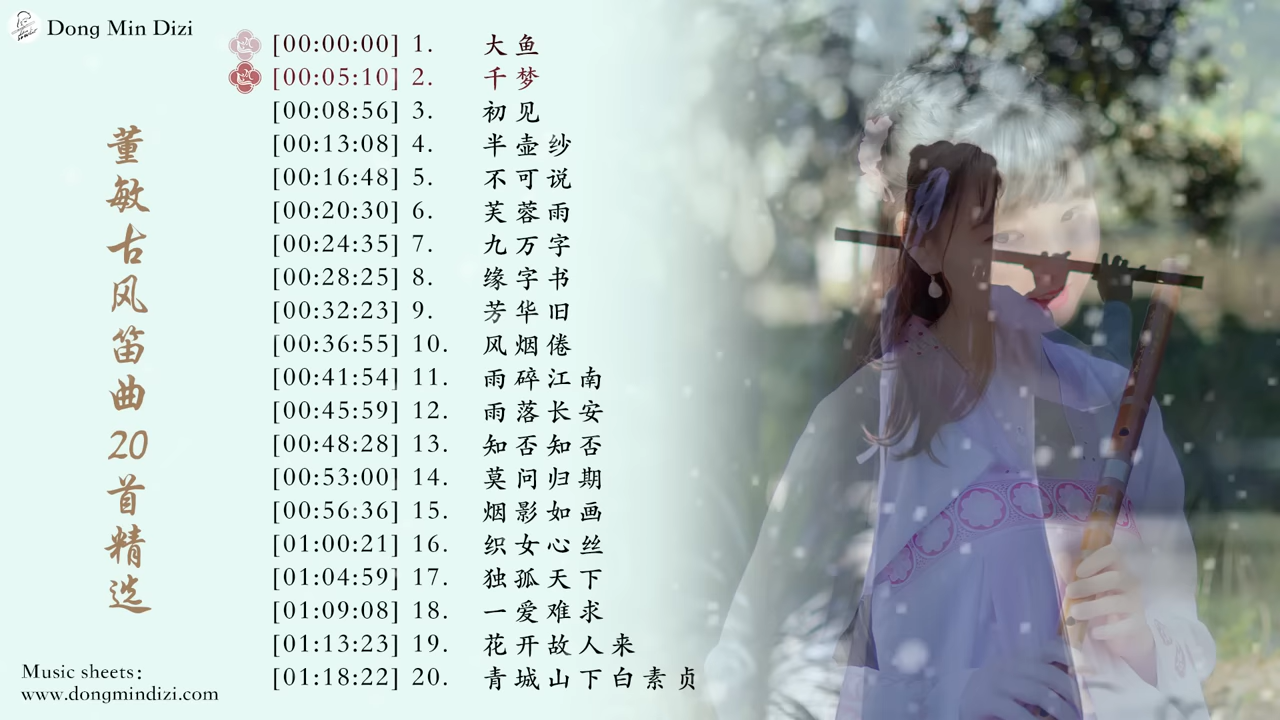 Dong Min Dizi
董敏古风笛曲20首精选
[00:00:00] 1. 大鱼
[00:05:10] 2. 千梦
[00:08:56] 3. 初见
[00:13:08] 4. 半壶纱
[00:16:48] 5. 不可说
[00:20:30] 6. 芙蓉雨
[00:24:35] 7. 九万字
[00:28:25] 8. 缘字书
[00:32:23] 9. 芳华旧
[00:36:55] 10. 风烟倦
[00:41:54] 11. 雨碎江南
[00:45:59] 12. 雨落长安
[00:48:28] 13. 知否知否
[00:53:00] 14. 莫问归期
[00:56:36] 15. 烟影如画
[01:00:21] 16. 织女心丝
[01:04:59] 17. 独孤天下
[01:09:08] 18. 一爱难求
[01:13:23] 19. 花开故人来
[01:18:22] 20. 青城山下白素贞
Music sheets:
www.dongmindizi.com